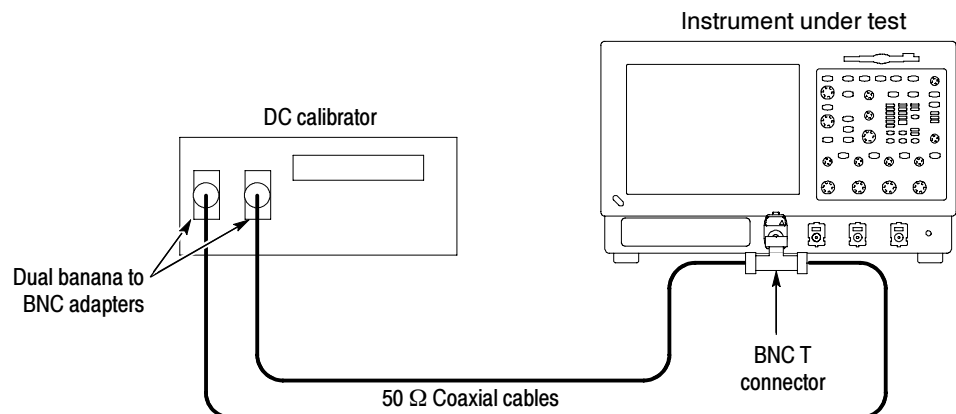 Instrument under test
DC calibrator
Dual banana to
BNC adapters
BNC T
connector
50 Ω Coaxial cables